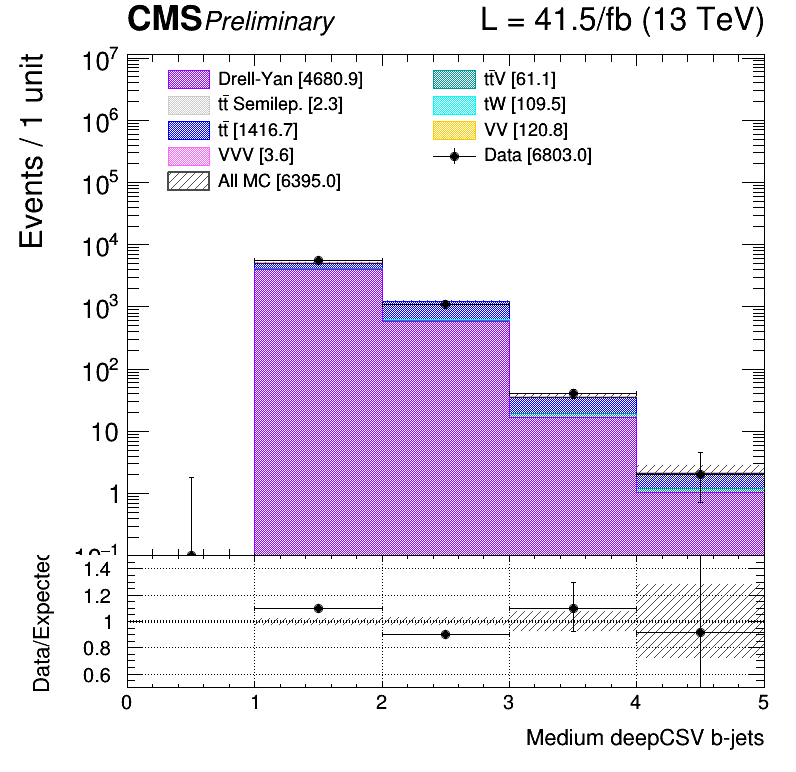 CMS Preliminary L = 41.5/fb (13 TeV)
Events / 1 unit
10⁷
10⁶
10⁵
10⁴
10³
10²
10
1
10⁻¹
Drell-Yan [4680.9]
tt̄ Semilep. [2.3]
tt̄ [1416.7]
VVV [3.6]
All MC [6395.0]
tt̄V [61.1]
tW [109.5]
VV [120.8]
Data [6803.0]
Data/Expected
1.4
1.2
1
0.8
0.6
0 1 2 3 4 5
Medium deepCSV b-jets